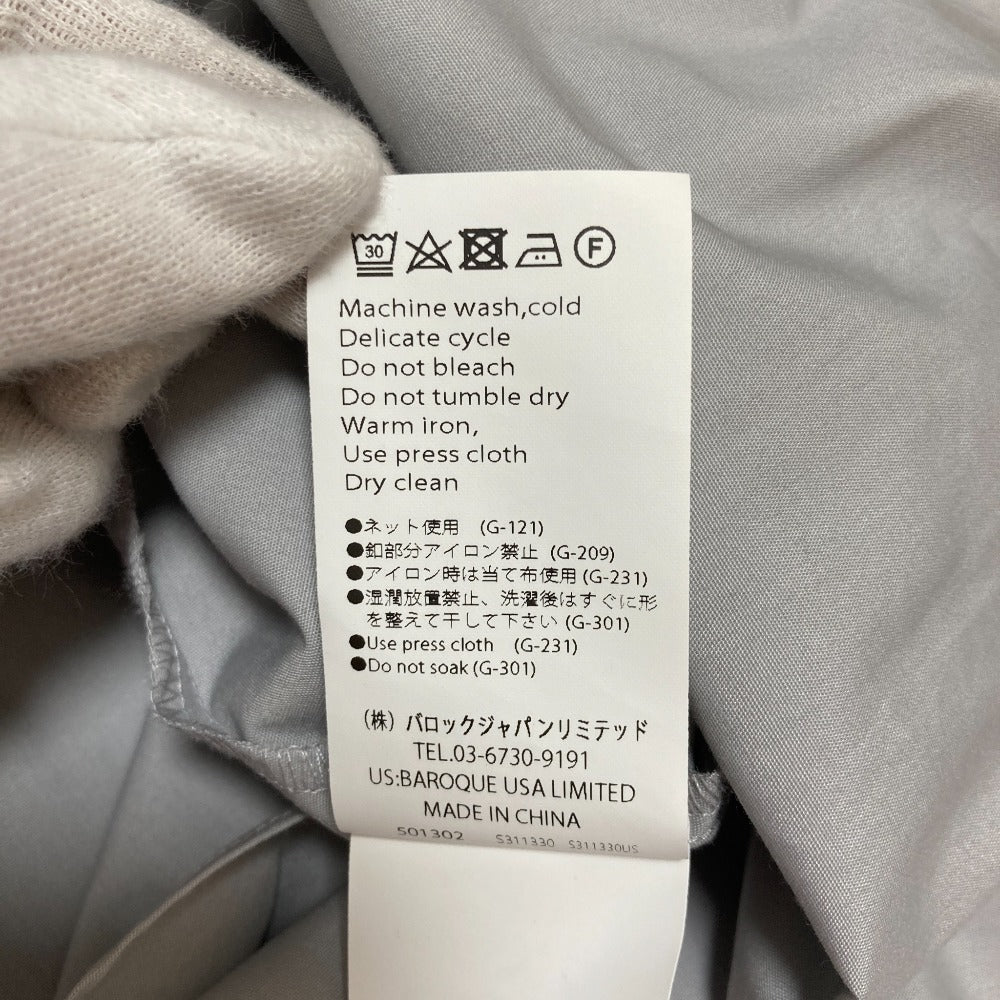 30 F
Machine wash,cold
Delicate cycle
Do not bleach
Do not tumble dry
Warm iron,
Use press cloth
Dry clean
●ネット使用 (G-121)
●釦部分アイロン禁止 (G-209)
●アイロン時は当て布使用 (G-231)
●湿潤放置禁止、洗濯後はすぐに形
を整えて干して下さい (G-301)
●Use press cloth (G-231)
●Do not soak (G-301)
(株) バロックジャパンリミテッド
TEL.03-6730-9191
US:BAROQUE USA LIMITED
MADE IN CHINA
501302 S311330 S311330US